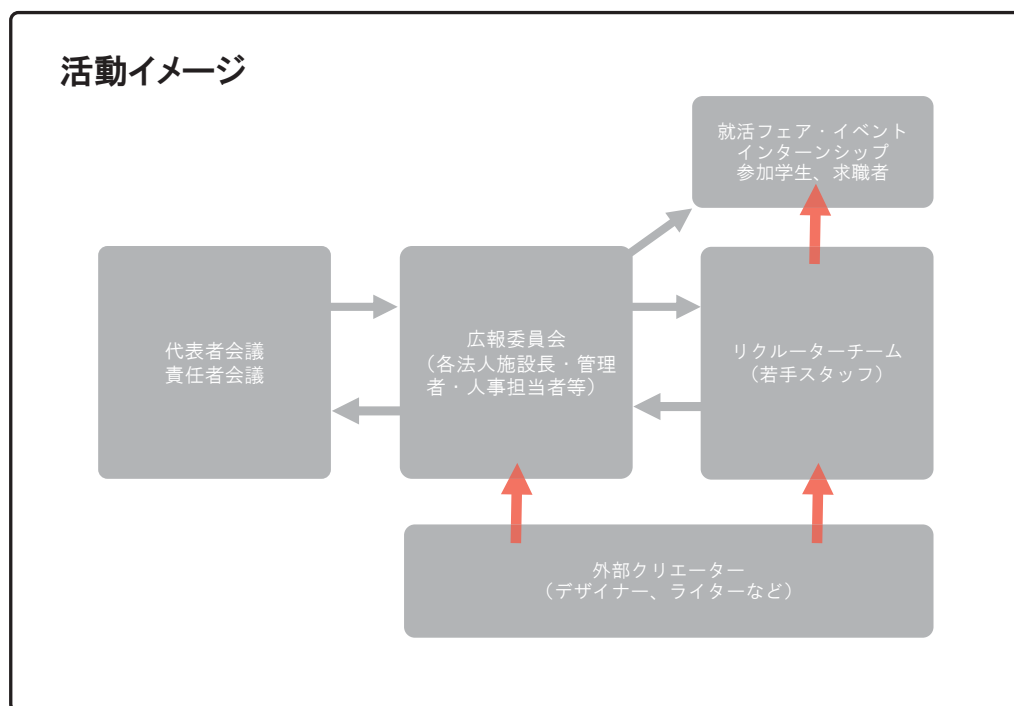 活動イメージ
就活フェア・イベント
インターンシップ
参加学生、求職者
代表者会議
責任者会議
広報委員会
（各法人施設長・管理
者・人事担当者等）
リクルーターチーム
（若手スタッフ）
外部クリエーター
（デザイナー、ライターなど）